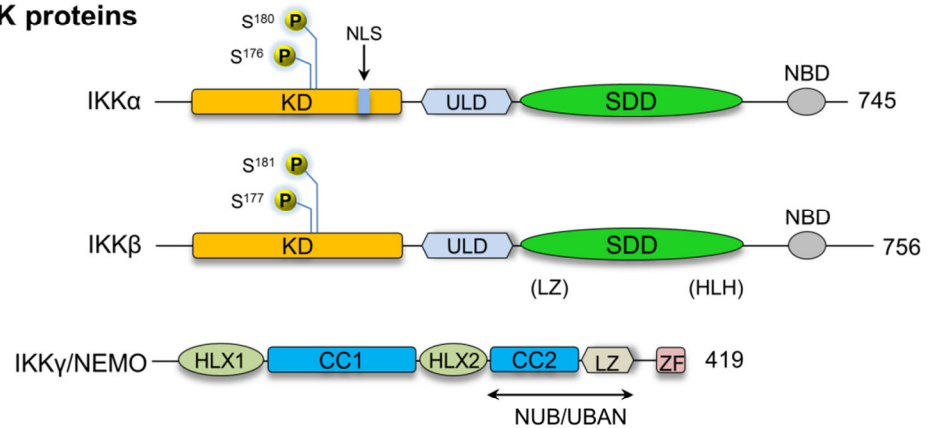 K proteins
S180 P
S176 P
NLS
IKKα KD ULD SDD NBD 745
S181 P
S177 P
IKKβ KD ULD SDD NBD 756
(LZ) (HLH)
IKKγ/NEMO HLX1 CC1 HLX2 CC2 LZ ZF 419
NUB/UBAN